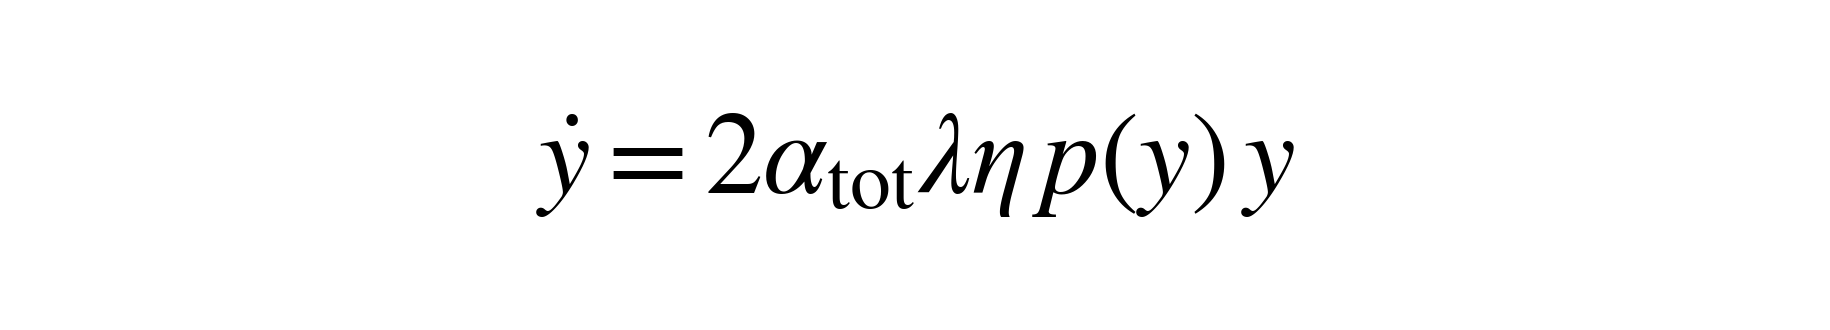 ẏ = 2α_tot λη p(y) y